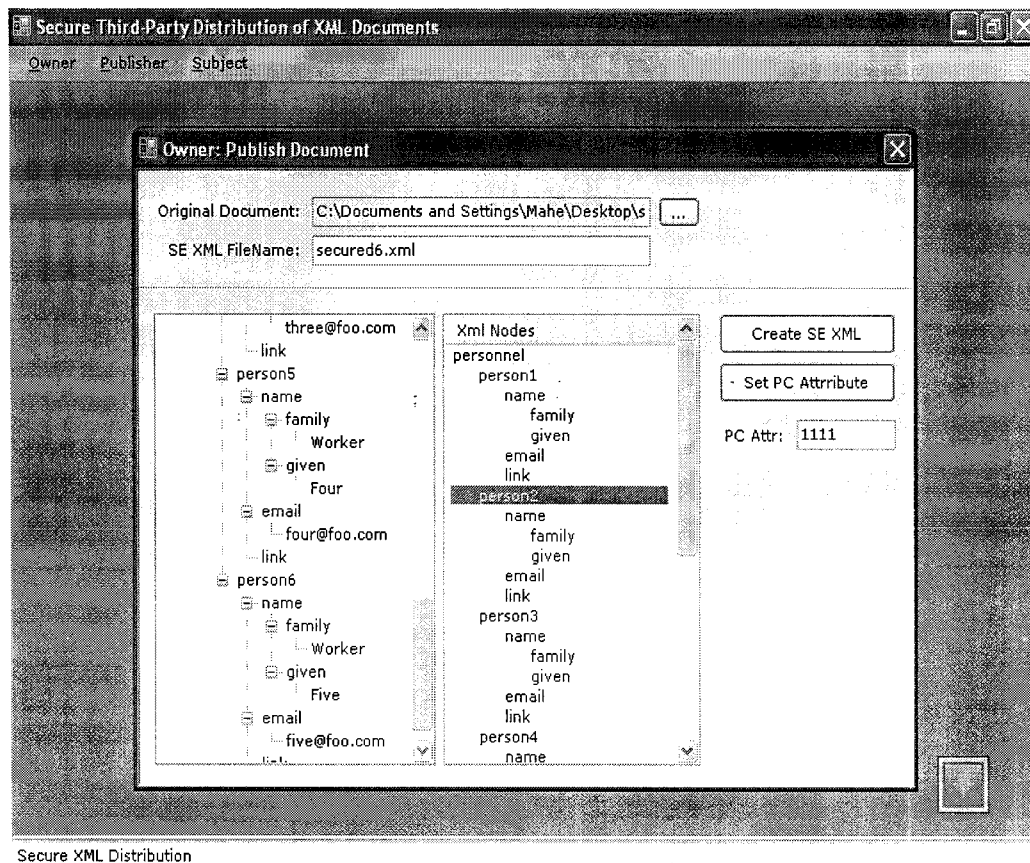 Secure Third-Party Distribution of XML Documents
Owner Publisher Subject
Owner: Publish Document
Original Document: C:\Documents and Settings\Mahe\Desktop\s ...
SE XML FileName: secured6.xml
three@foo.com
link
person5
name
family
Worker
given
Four
email
four@foo.com
link
person6
name
family
Worker
given
Five
email
five@foo.com
Xml Nodes
personnel
person1
name
family
given
email
link
person2
name
family
given
email
link
person3
name
family
given
email
link
person4
name
Create SE XML
Set PC Attrribute
PC Attr: 1111
Secure XML Distribution